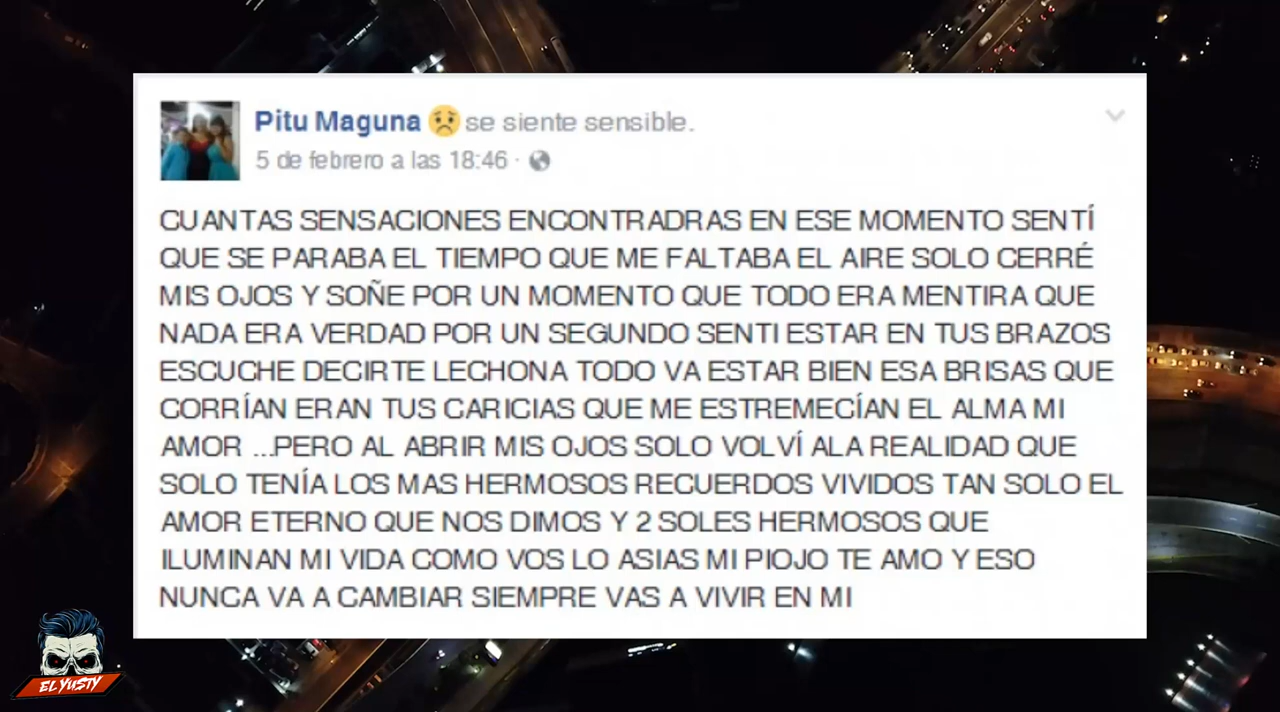 Pitu Maguna 😟 se siente sensible.
5 de febrero a las 18:46 ·
CUANTAS SENSACIONES ENCONTRADRAS EN ESE MOMENTO SENTÍ
QUE SE PARABA EL TIEMPO QUE ME FALTABA EL AIRE SOLO CERRÉ
MIS OJOS Y SOÑE POR UN MOMENTO QUE TODO ERA MENTIRA QUE
NADA ERA VERDAD POR UN SEGUNDO SENTI ESTAR EN TUS BRAZOS
ESCUCHE DECIRTE LECHONA TODO VA ESTAR BIEN ESA BRISAS QUE
CORRÍAN ERAN TUS CARICIAS QUE ME ESTREMECÍAN EL ALMA MI
AMOR ...PERO AL ABRIR MIS OJOS SOLO VOLVÍ ALA REALIDAD QUE
SOLO TENÍA LOS MAS HERMOSOS RECUERDOS VIVIDOS TAN SOLO EL
AMOR ETERNO QUE NOS DIMOS Y 2 SOLES HERMOSOS QUE
ILUMINAN MI VIDA COMO VOS LO ASIAS MI PIOJO TE AMO Y ESO
NUNCA VA A CAMBIAR SIEMPRE VAS A VIVIR EN MI
EL YUSTY